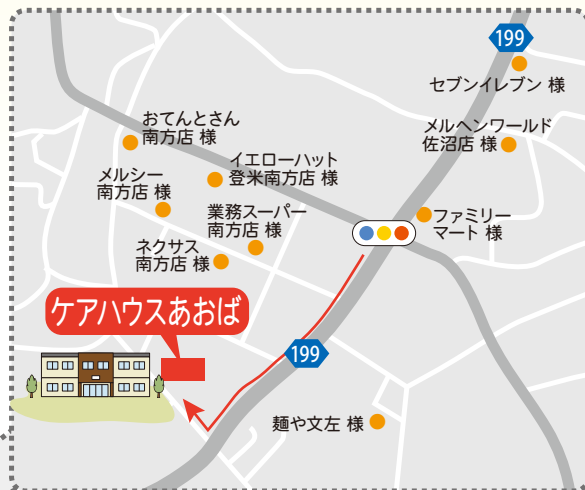 199
セブンイレブン 様
おてんとさん
南方店 様
メルヘンワールド
佐沼店 様
イエローハット
登米南方店 様
メルシー
南方店 様
業務スーパー
南方店 様
ファミリー
マート 様
ネクサス
南方店 様
ケアハウスあおば
199
麺や文左 様